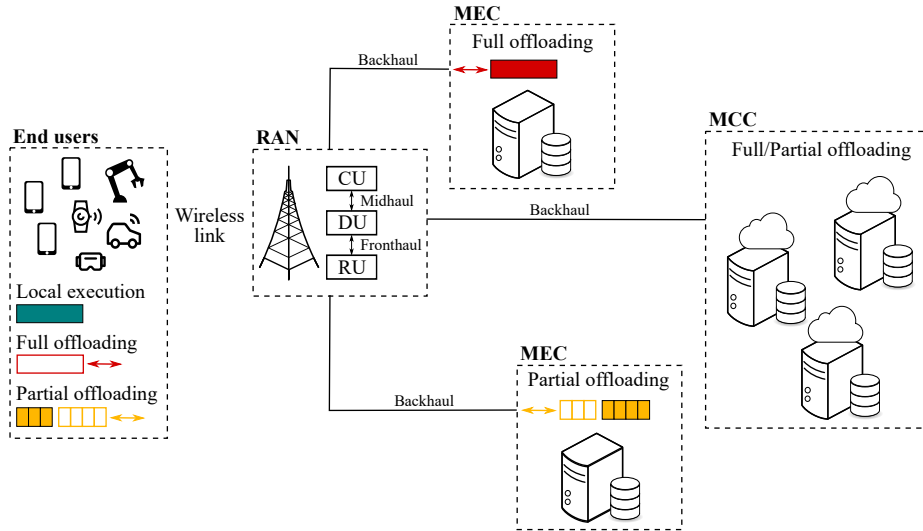 End users
Local execution
Full offloading
Partial offloading
Wireless
link
RAN
CU
Midhaul
DU
Fronthaul
RU
Backhaul
MEC
Full offloading
Backhaul
MCC
Full/Partial offloading
Backhaul
MEC
Partial offloading